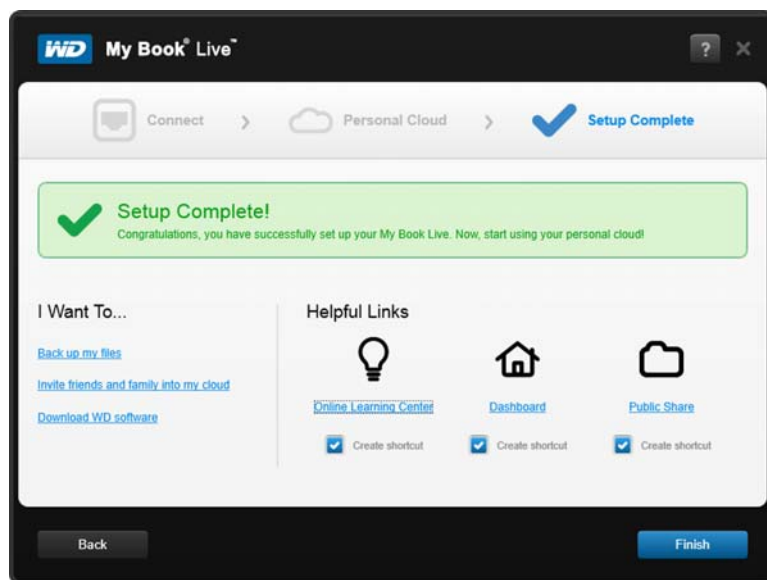 WD My Book® Live™ ?
Connect > Personal Cloud > Setup Complete
Setup Complete!
Congratulations, you have successfully set up your My Book Live. Now, start using your personal cloud!
I Want To...
Back up my files
Invite friends and family into my cloud
Download WD software
Helpful Links
Online Learning Center Dashboard Public Share
Create shortcut Create shortcut Create shortcut
Back Finish